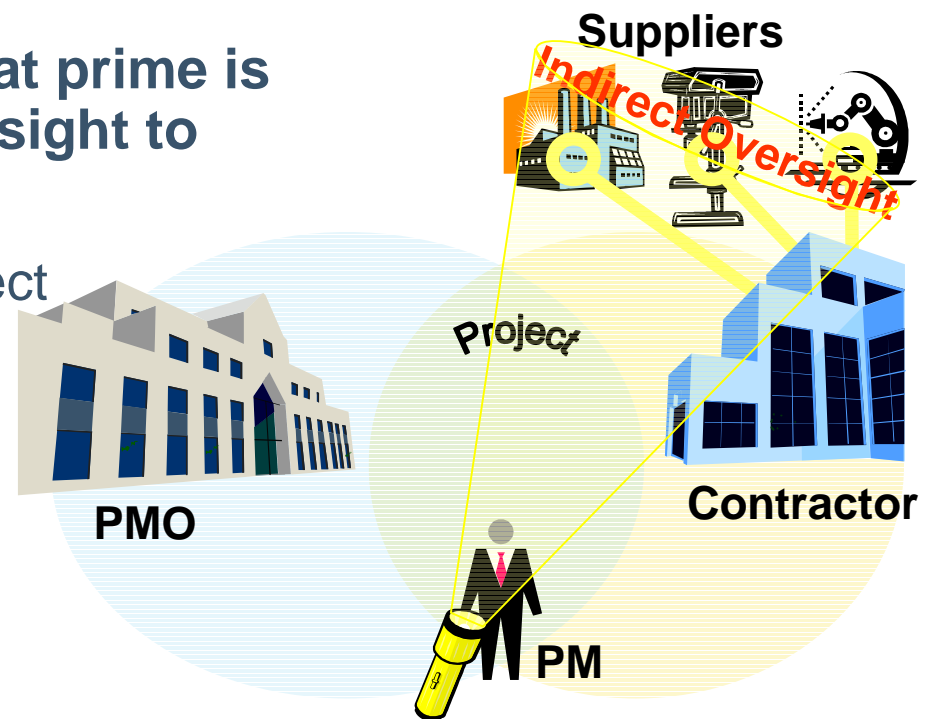 Suppliers
at prime is
sight to
Indirect Oversight
ect
Project
Contractor
PMO
PM